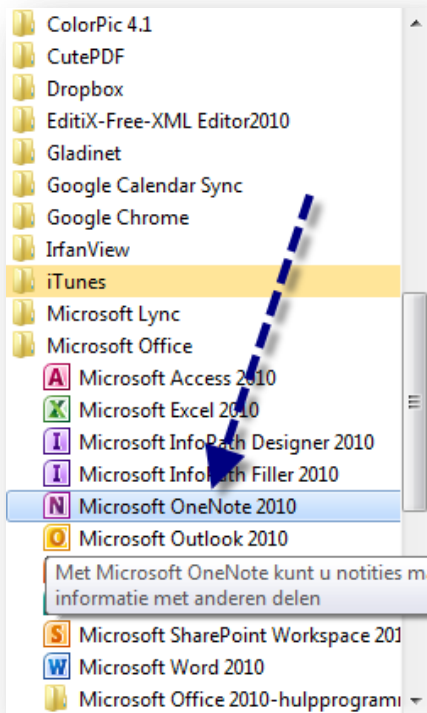 ColorPic 4.1
CutePDF
Dropbox
EditiX-Free-XML Editor2010
Gladinet
Google Calendar Sync
Google Chrome
IrfanView
iTunes
Microsoft Lync
Microsoft Office
Microsoft Access 2010
Microsoft Excel 2010
Microsoft InfoPath Designer 2010
Microsoft InfoPath Filler 2010
Microsoft OneNote 2010
Microsoft Outlook 2010
Met Microsoft OneNote kunt u notities
informatie met anderen delen
Microsoft SharePoint Workspace 201
Microsoft Word 2010
Microsoft Office 2010-hulpprogram